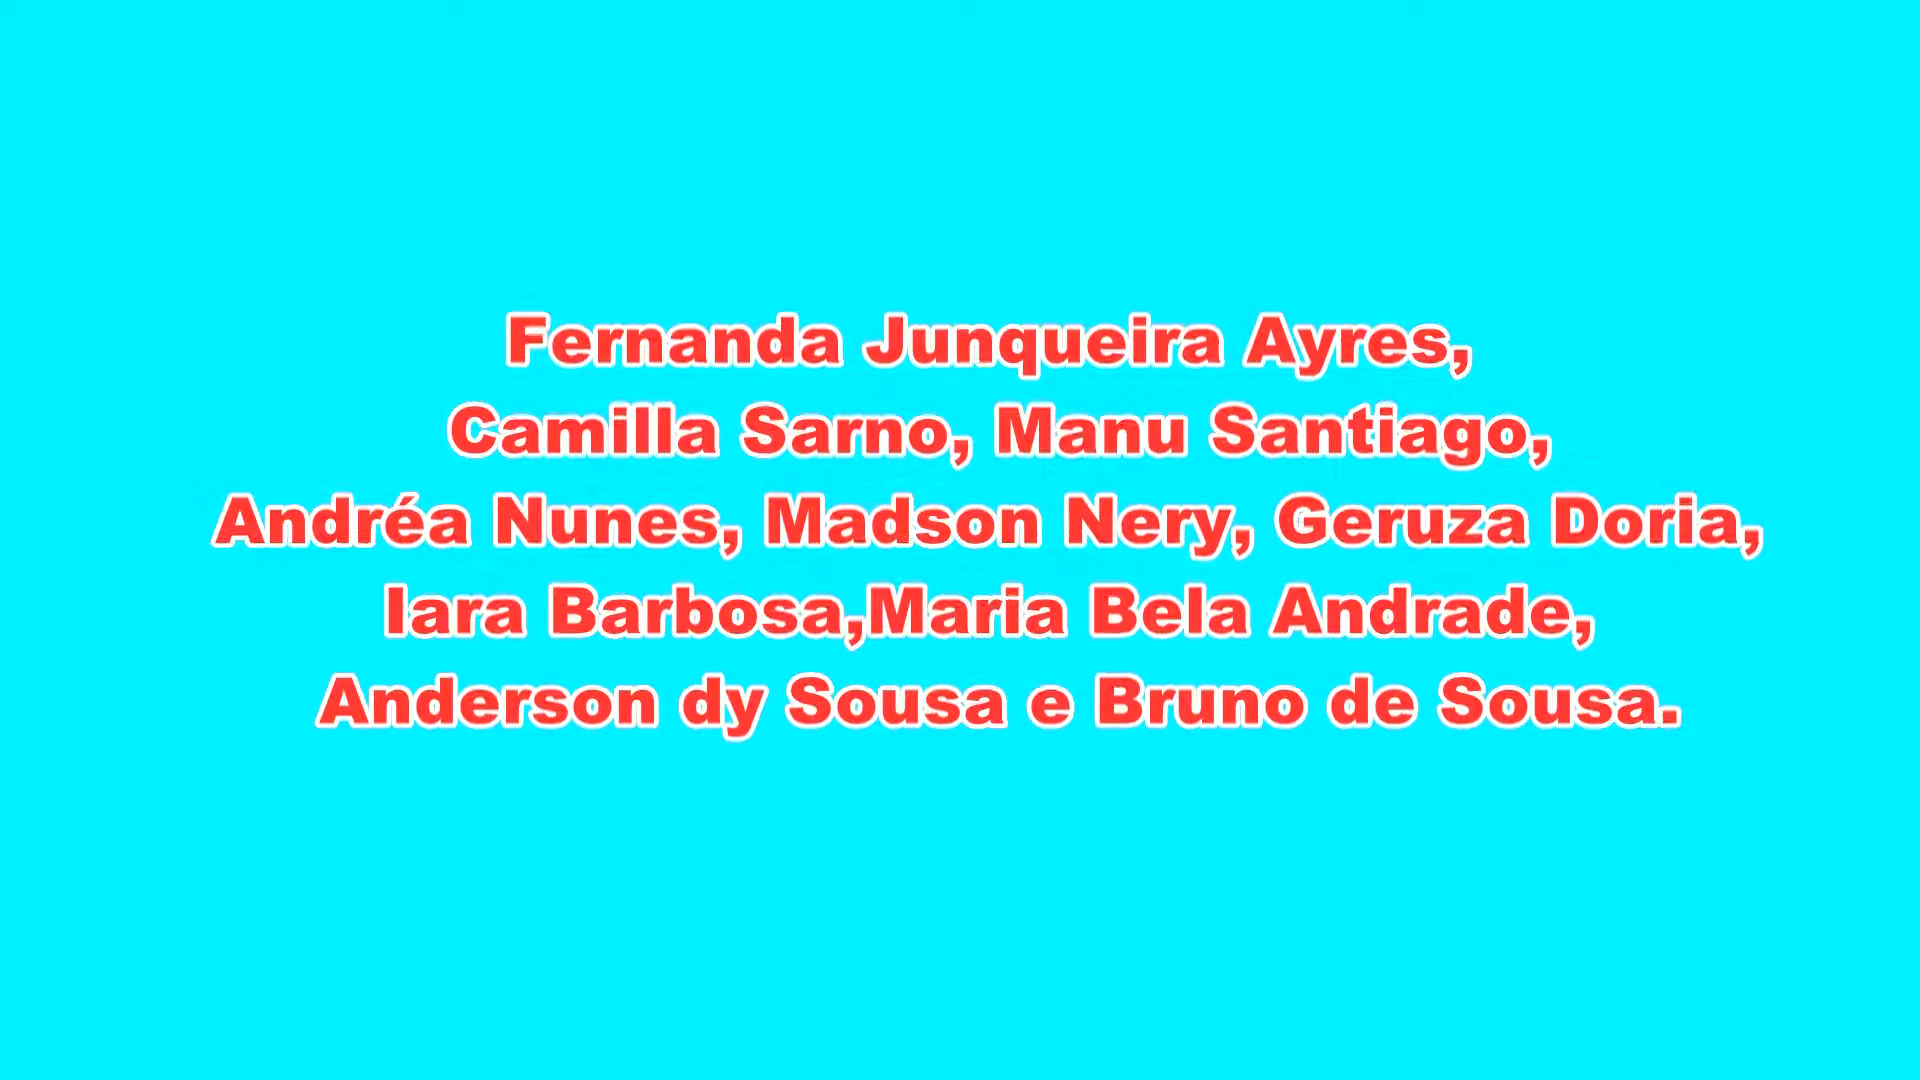 Fernanda Junqueira Ayres,
Camilla Sarno, Manu Santiago,
Andréa Nunes, Madson Nery, Geruza Doria,
Iara Barbosa,Maria Bela Andrade,
Anderson dy Sousa e Bruno de Sousa.